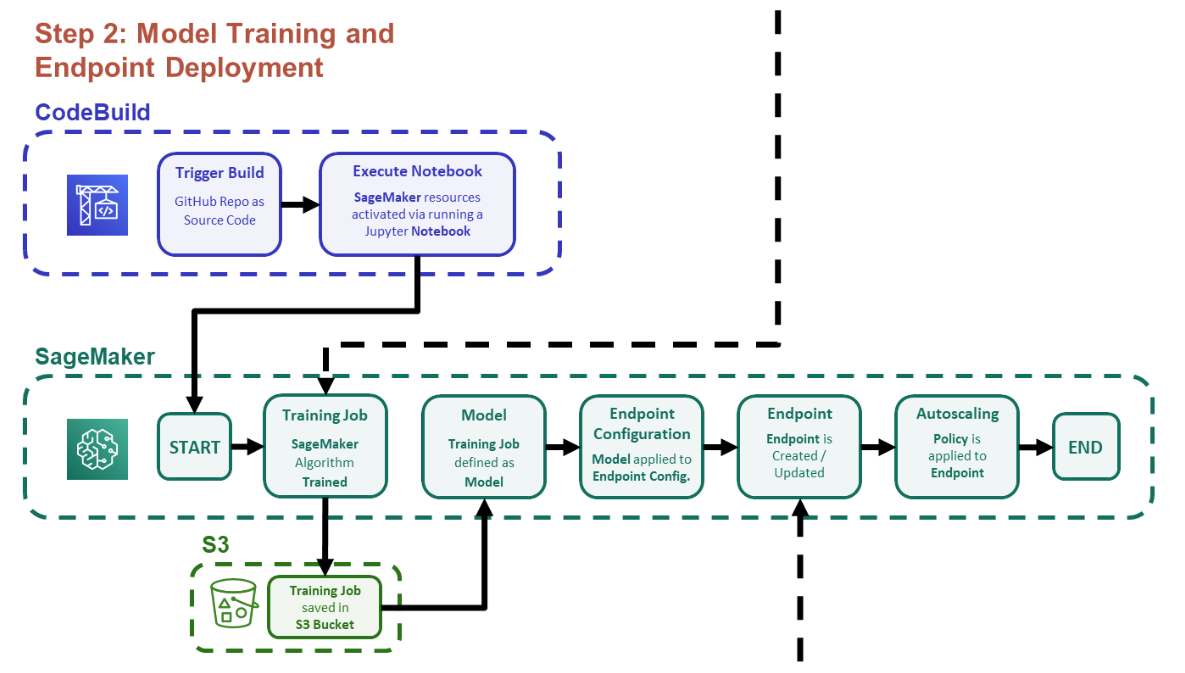 Step 2: Model Training and
Endpoint Deployment
CodeBuild
Trigger Build
GitHub Repo as
Source Code
Execute Notebook
SageMaker resources
activated via running a
Jupyter Notebook
SageMaker
START
Training Job
SageMaker
Algorithm
Trained
Model
Training Job
defined as
Model
Endpoint
Configuration
Model applied to
Endpoint Config.
Endpoint
Endpoint is
Created /
Updated
Autoscaling
Policy is
applied to
Endpoint
END
S3
Training Job
saved in
S3 Bucket